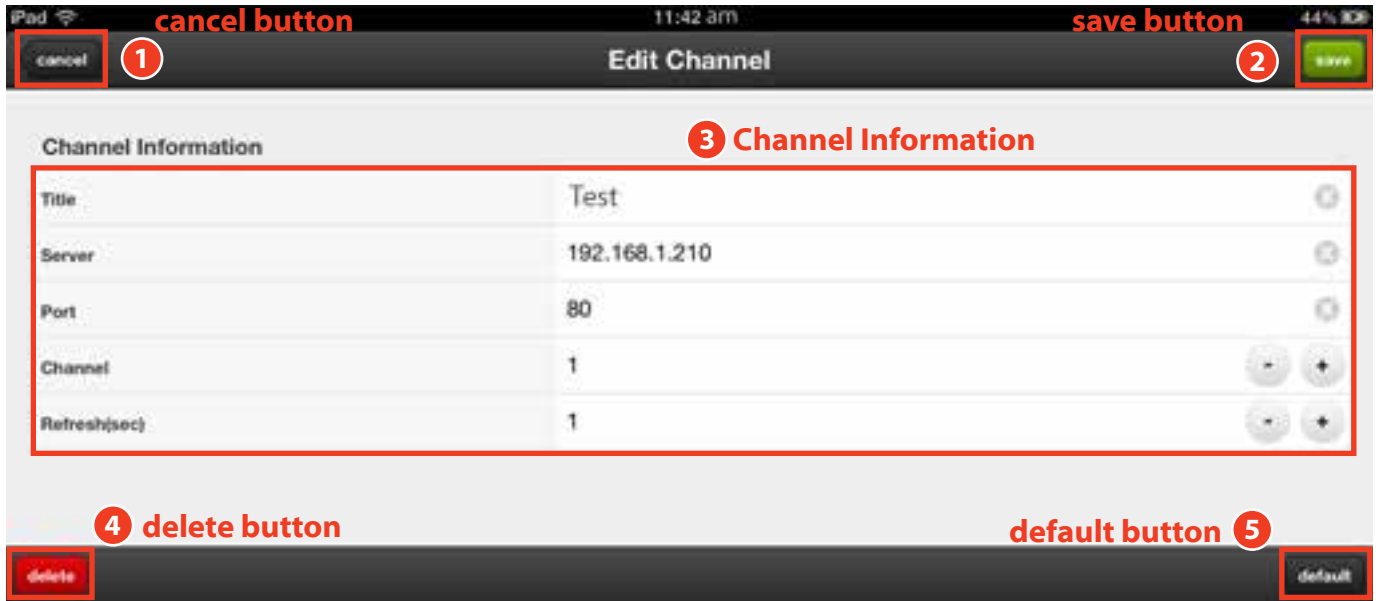 iPad 11:42 am 44%
cancel button
save button
cancel
1
Edit Channel
2
save
Channel Information
3 Channel Information
Title Test
Server 192.168.1.210
Port 80
Channel 1 - +
Refresh(sec) 1 - +
4 delete button
default button 5
delete
default